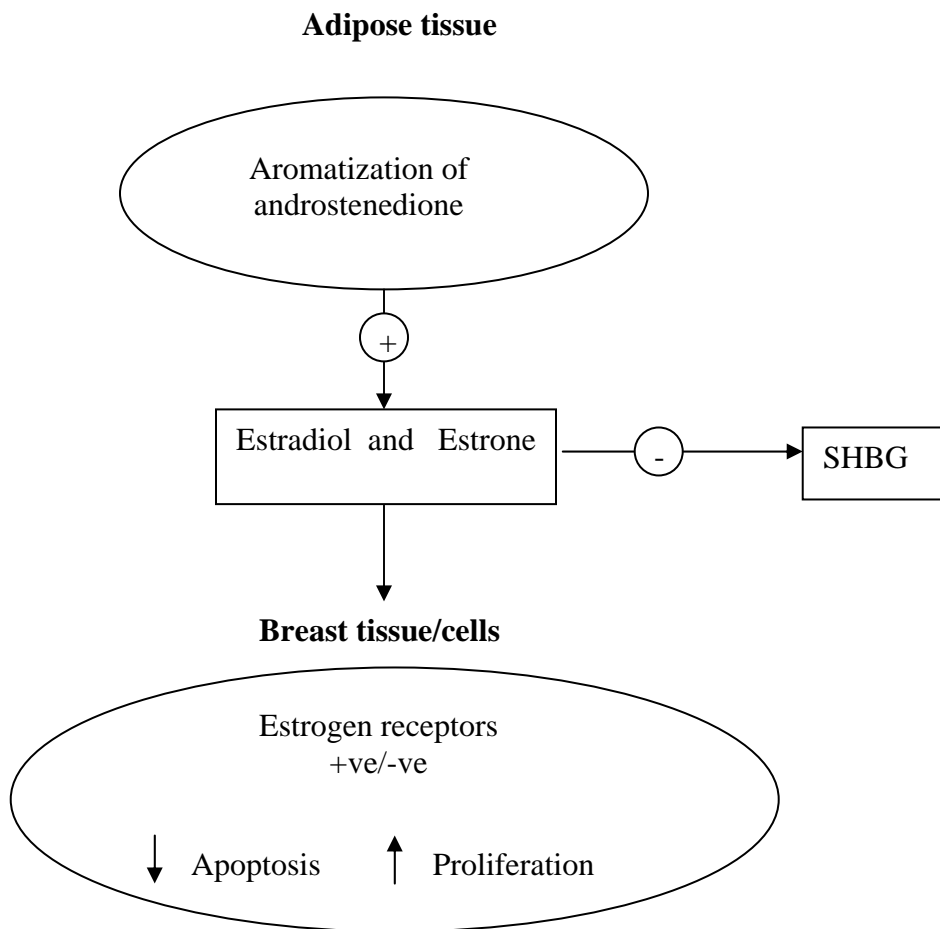 Adipose tissue
Aromatization of
androstenedione
+
Estradiol and Estrone
-
SHBG
Breast tissue/cells
Estrogen receptors
+ve/-ve
Apoptosis
Proliferation